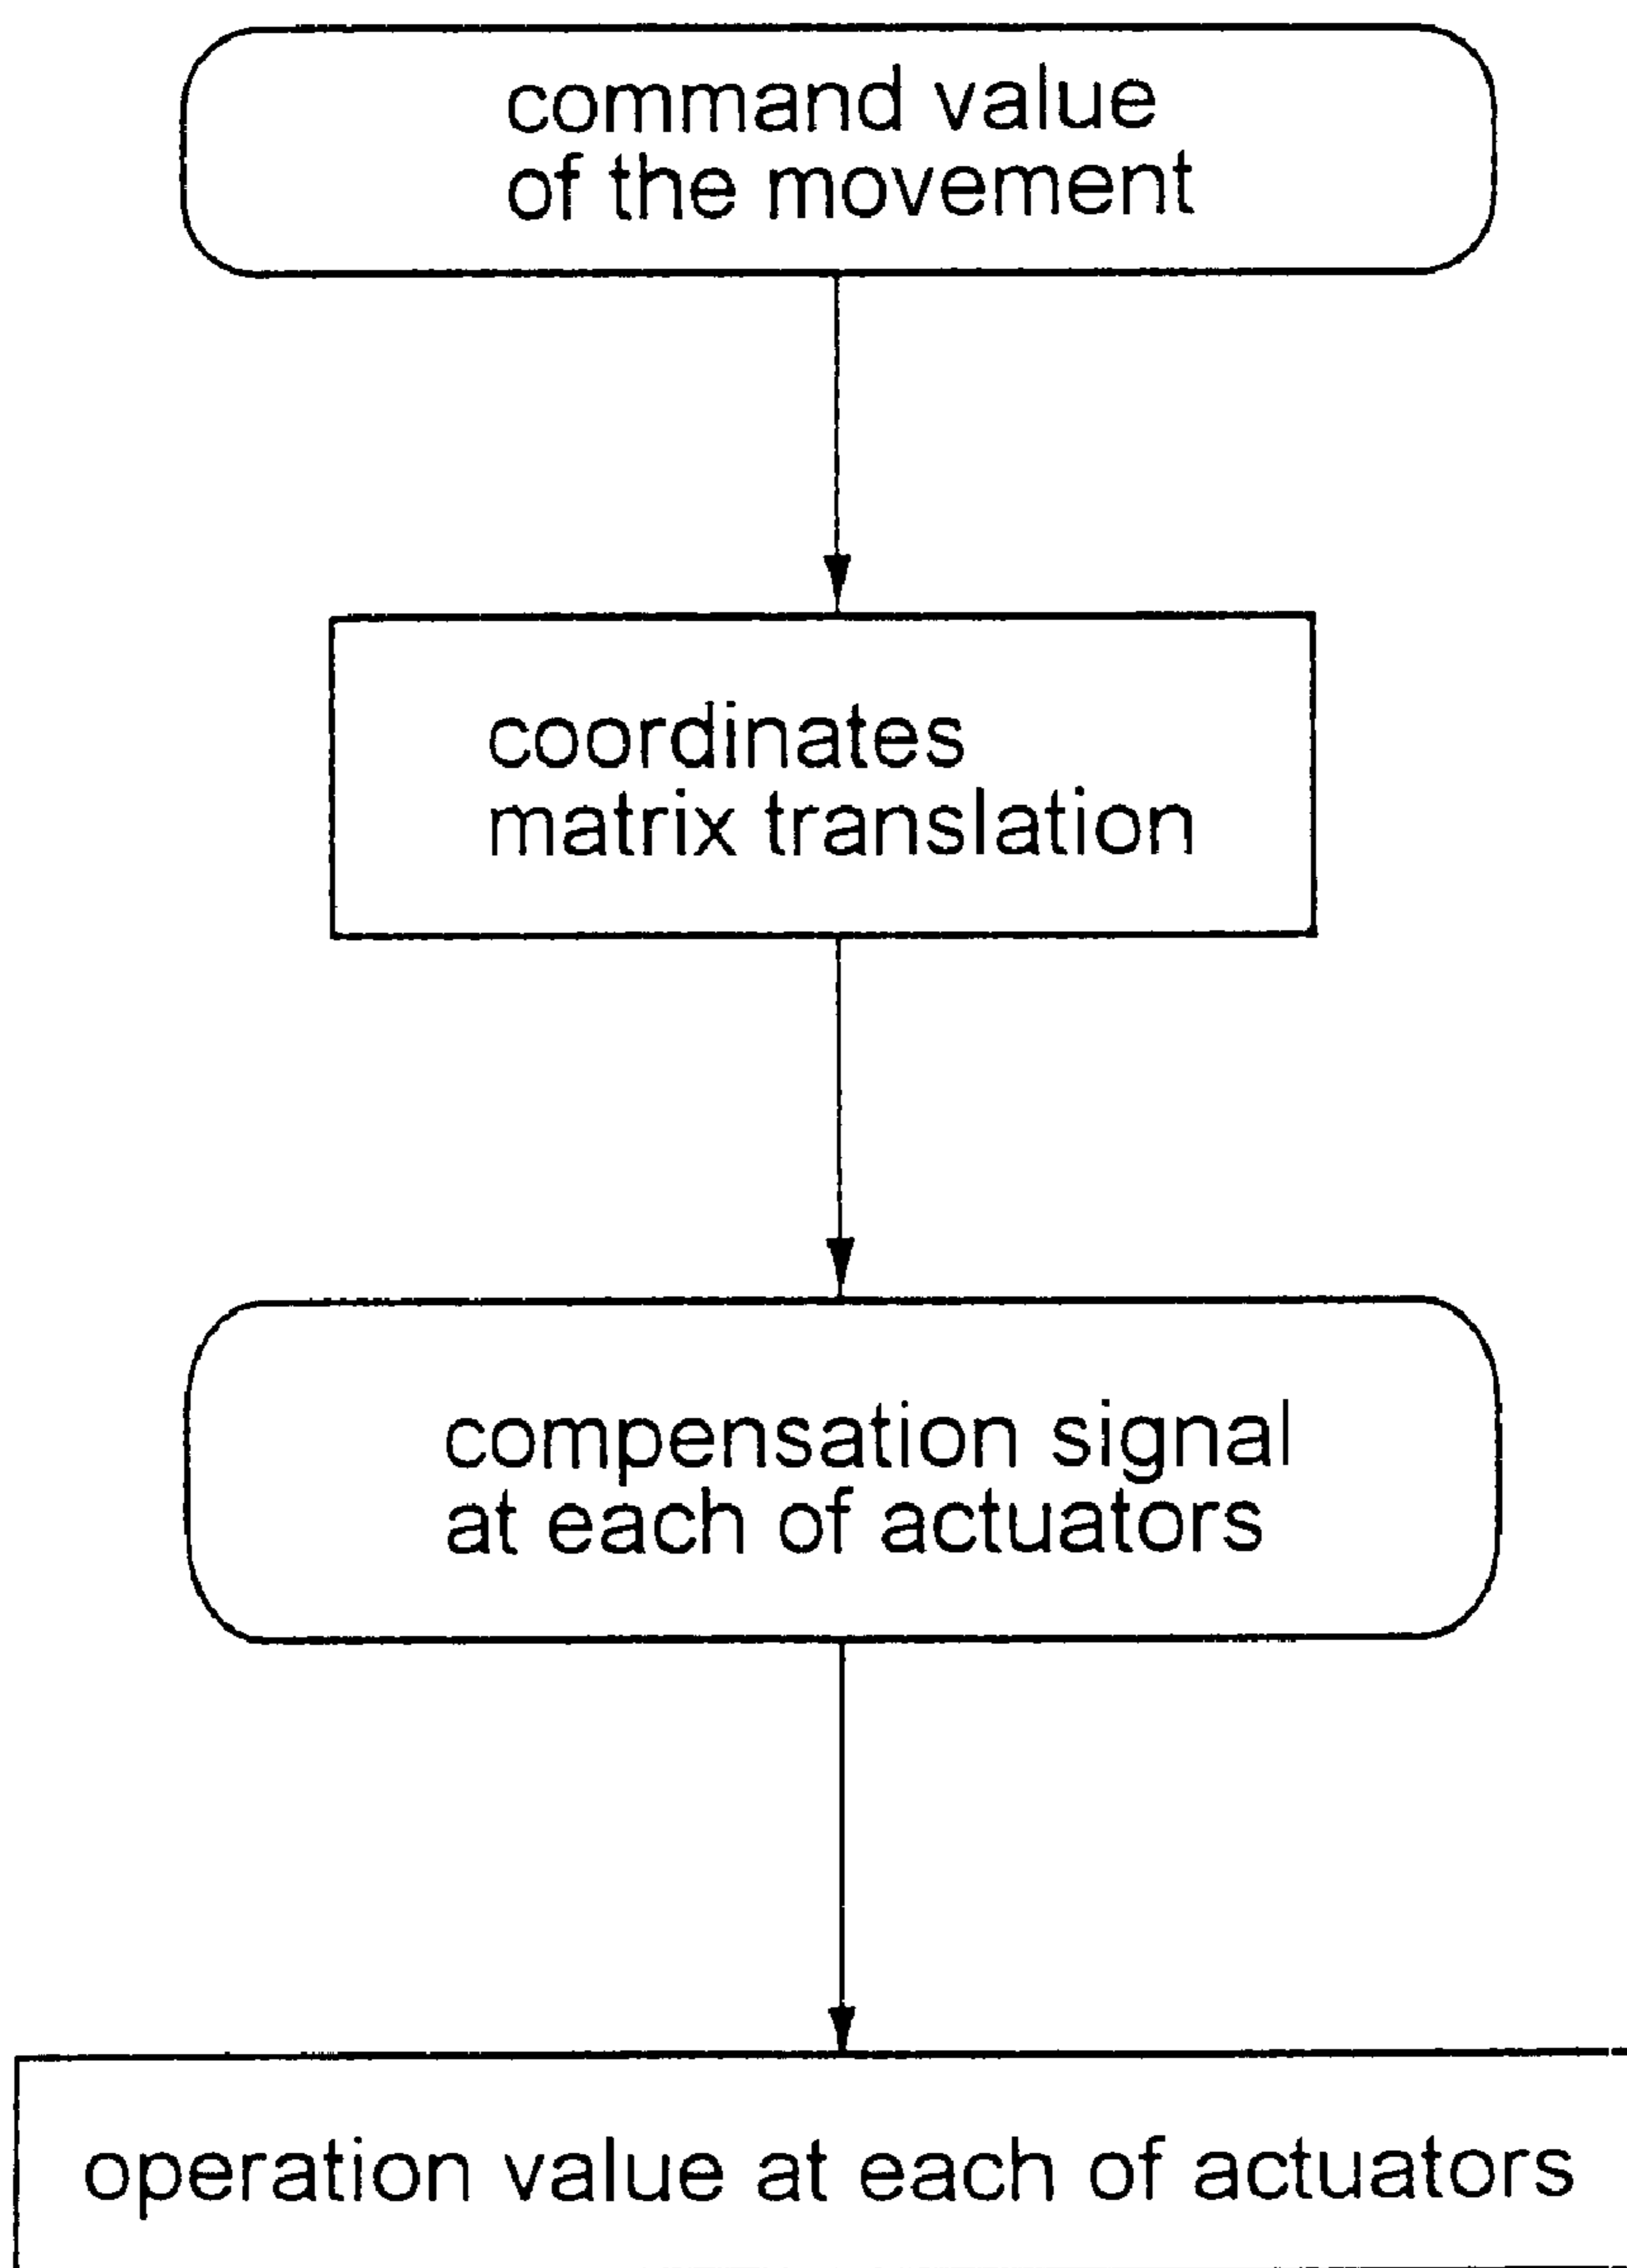 command value
of the movement
coordinates
matrix translation
compensation signal
at each of actuators
operation value at each of actuators